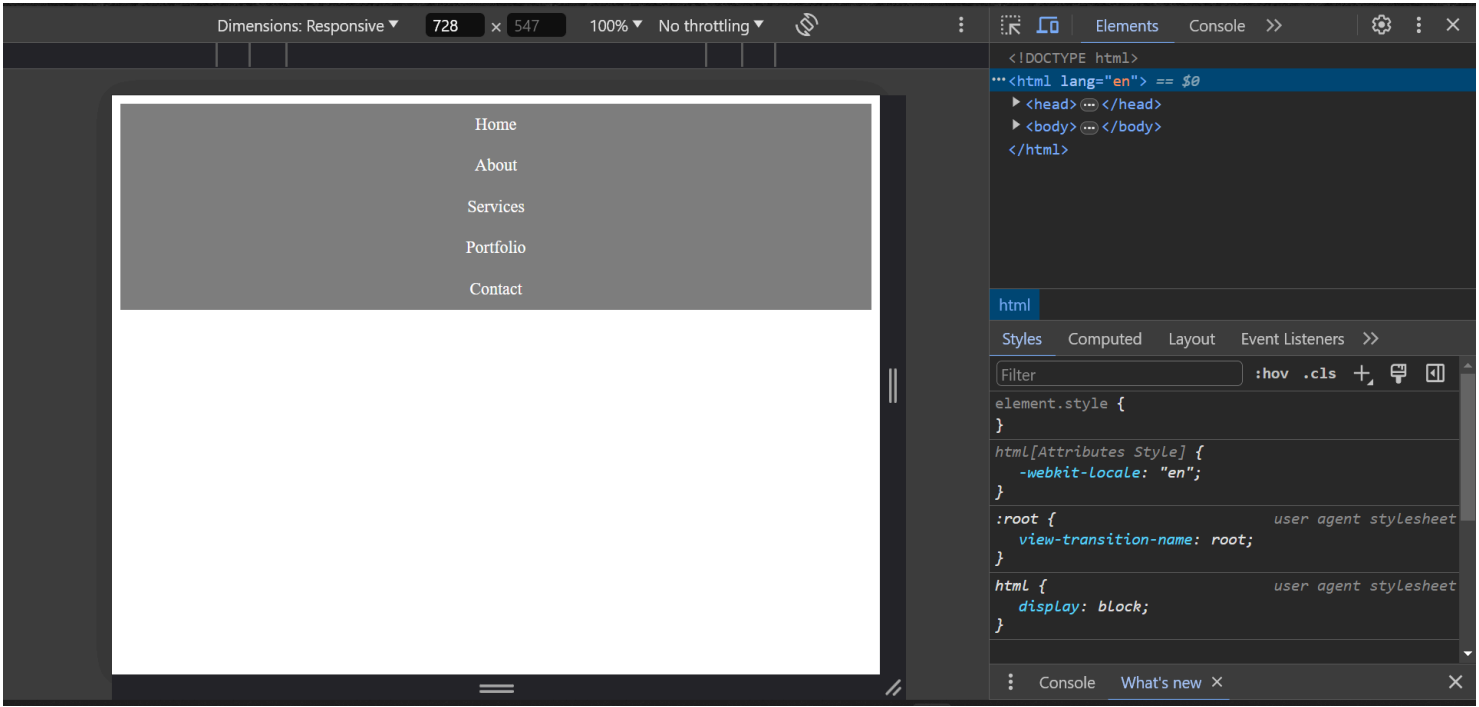 Dimensions: Responsive 728 × 547 100% No throttling
Home
About
Services
Portfolio
Contact
Elements Console
<!DOCTYPE html>
<html lang="en"> == $0
<head> </head>
<body> </body>
</html>
html
Styles Computed Layout Event Listeners
Filter :hov .cls
element.style {
}
html[Attributes Style] {
-webkit-locale: "en";
}
:root { user agent stylesheet
view-transition-name: root;
}
html { user agent stylesheet
display: block;
}
Console What's new